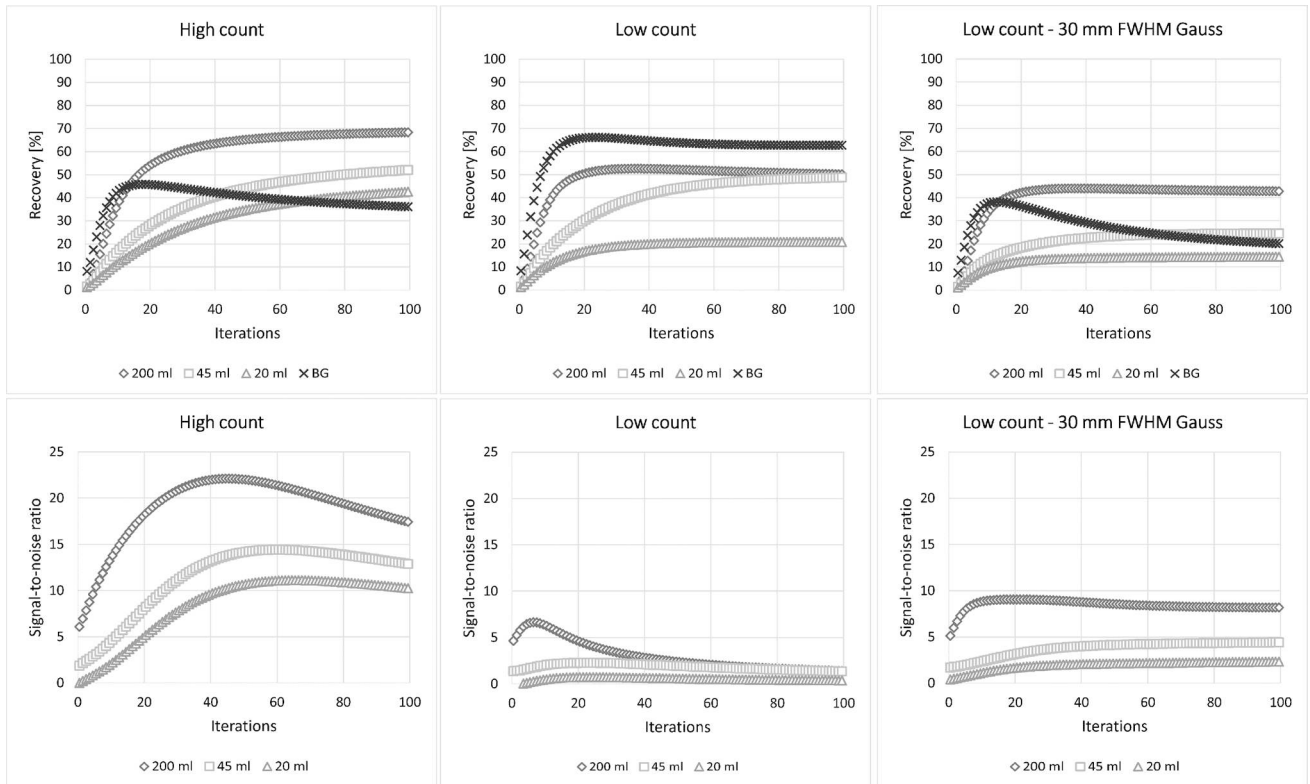 High count
Recovery [%]
100
90
80
70
60
50
40
30
20
10
0
0 20 40 60 80 100
Iterations
200 ml 45 ml 20 ml BG
Low count
Recovery [%]
100
90
80
70
60
50
40
30
20
10
0
0 20 40 60 80 100
Iterations
200 ml 45 ml 20 ml BG
Low count - 30 mm FWHM Gauss
Recovery [%]
100
90
80
70
60
50
40
30
20
10
0
0 20 40 60 80 100
Iterations
200 ml 45 ml 20 ml BG
High count
Signal-to-noise ratio
25
20
15
10
5
0
0 20 40 60 80 100
Iterations
200 ml 45 ml 20 ml
Low count
Signal-to-noise ratio
25
20
15
10
5
0
0 20 40 60 80 100
Iterations
200 ml 45 ml 20 ml
Low count - 30 mm FWHM Gauss
Signal-to-noise ratio
25
20
15
10
5
0
0 20 40 60 80 100
Iterations
200 ml 45 ml 20 ml